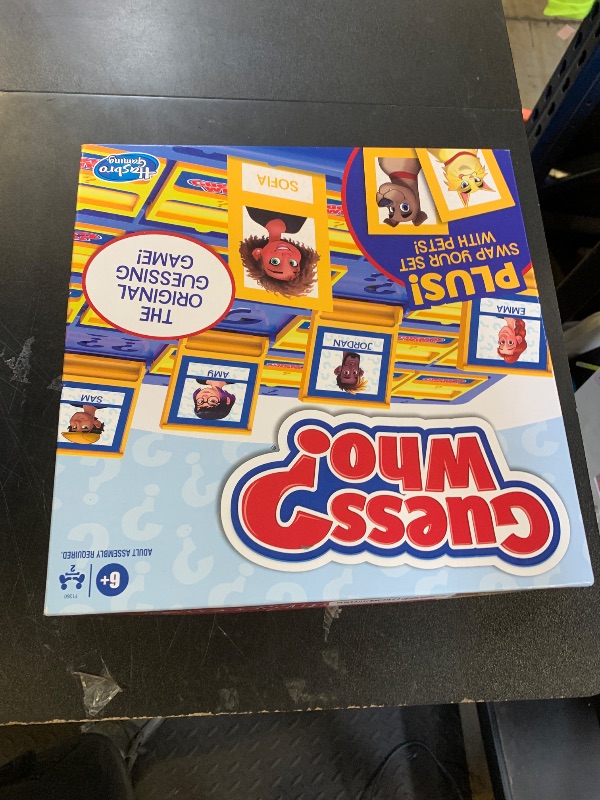 GUESS
WHO?
6+
2
F1350
ADULT ASSEMBLY REQUIRED.
EMMA
JORDAN
AMY
SAM
PLUS!
SWAP YOUR SET
WITH PETS!
SOFIA
THE
ORIGINAL
GUESSING
GAME!
Hasbro
Gaming